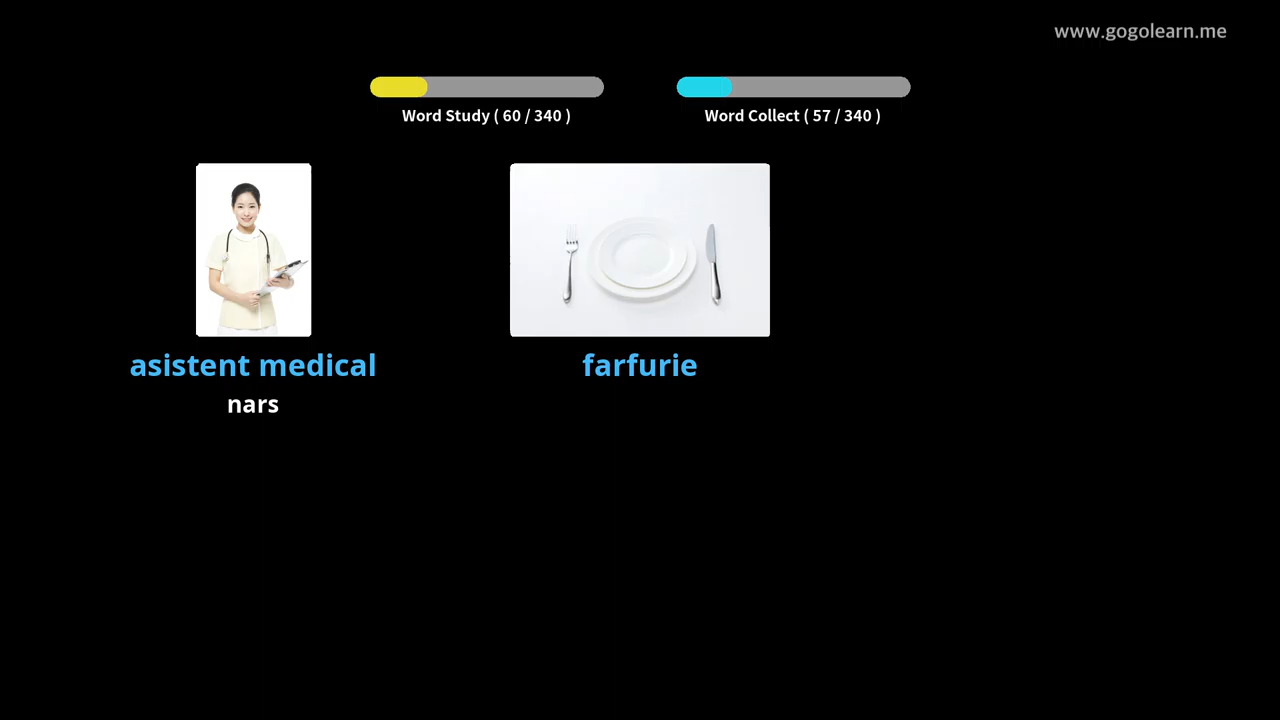 www.gogolearn.me
Word Study ( 60 / 340 )
Word Collect ( 57 / 340 )
asistent medical
nars
farfurie